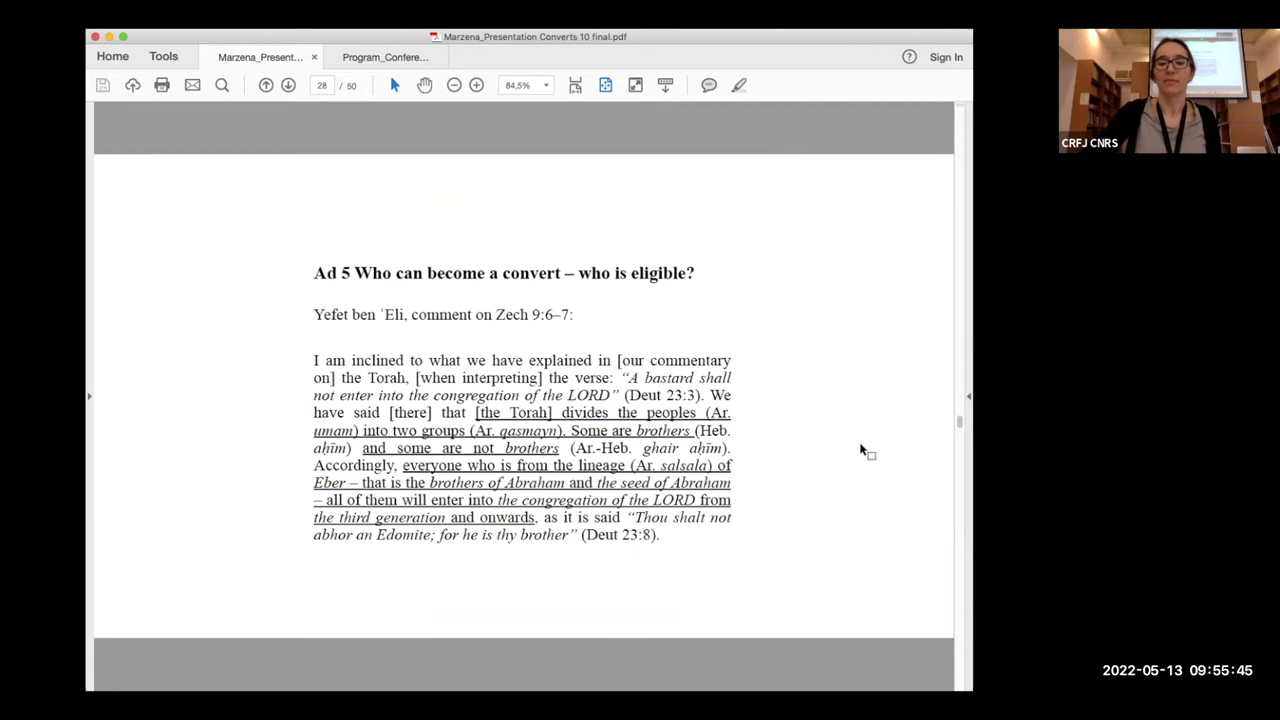 Marzena_Presentation Converts 10 final.pdf
Home
Tools
Marzena_Present... ×
Program_Confere...
Sign In
28 / 50
84,5%
CRFJ CNRS
Ad 5 Who can become a convert – who is eligible?
Yefet ben ʿEli, comment on Zech 9:6–7:
I am inclined to what we have explained in [our commentary
on] the Torah, [when interpreting] the verse: “A bastard shall
not enter into the congregation of the LORD” (Deut 23:3). We
have said [there] that [the Torah] divides the peoples (Ar.
umam) into two groups (Ar. qasmayn). Some are brothers (Heb.
aḥīm) and some are not brothers (Ar.-Heb. ghair aḥīm).
Accordingly, everyone who is from the lineage (Ar. salsala) of
Eber – that is the brothers of Abraham and the seed of Abraham
– all of them will enter into the congregation of the LORD from
the third generation and onwards, as it is said “Thou shalt not
abhor an Edomite; for he is thy brother” (Deut 23:8).
2022-05-13 09:55:45